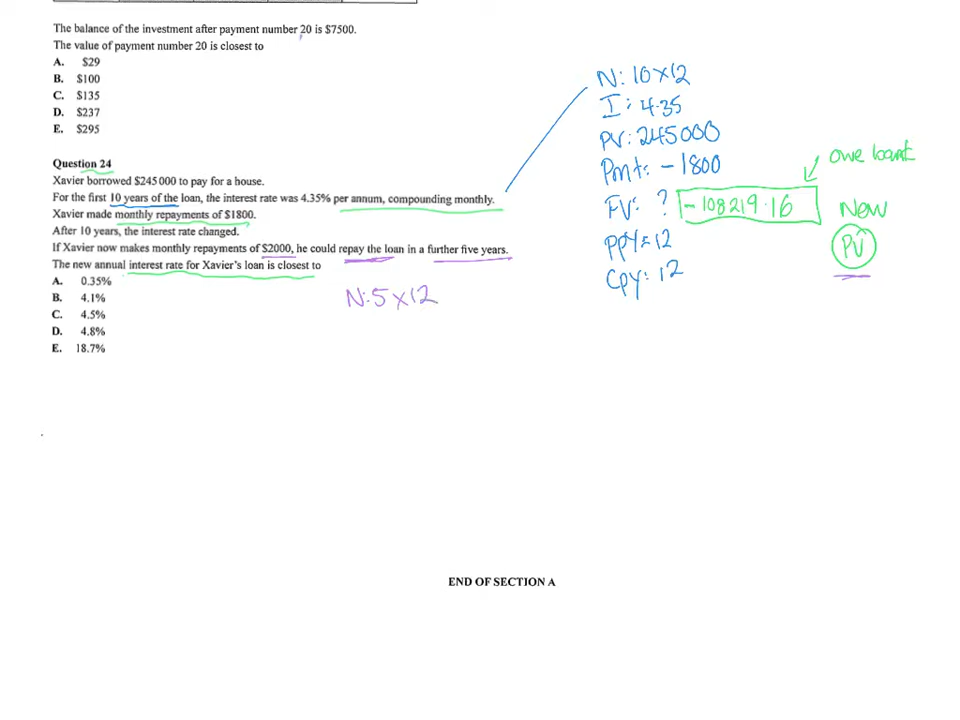 The balance of the investment after payment number 20 is $7500.
The value of payment number 20 is closest to
A. $29
B. $100
C. $135
D. $237
E. $295
Question 24
Xavier borrowed $245 000 to pay for a house.
For the first 10 years of the loan, the interest rate was 4.35% per annum, compounding monthly.
Xavier made monthly repayments of $1800.
After 10 years, the interest rate changed.
If Xavier now makes monthly repayments of $2000, he could repay the loan in a further five years.
The new annual interest rate for Xavier's loan is closest to
A. 0.35%
B. 4.1%
C. 4.5%
D. 4.8%
E. 18.7%
N: 5 × 12
N: 10 × 12
I: 4.35
PV: 245000
Pmt: - 1800
FV: ? - 108219.16
PPY = 12
CPY: 12
owe loant
New
PV
END OF SECTION A